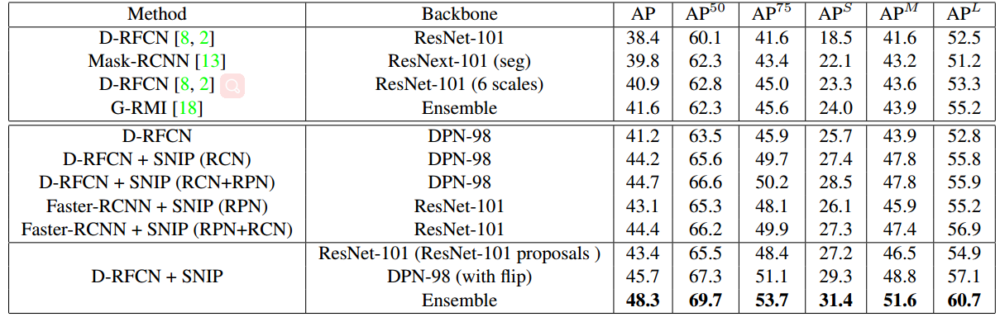 Method Backbone AP AP50 AP75 APS APM APL
D-RFCN [8, 2] ResNet-101 38.4 60.1 41.6 18.5 41.6 52.5
Mask-RCNN [13] ResNext-101 (seg) 39.8 62.3 43.4 22.1 43.2 51.2
D-RFCN [8, 2] ResNet-101 (6 scales) 40.9 62.8 45.0 23.3 43.6 53.3
G-RMI [18] Ensemble 41.6 62.3 45.6 24.0 43.9 55.2
D-RFCN DPN-98 41.2 63.5 45.9 25.7 43.9 52.8
D-RFCN + SNIP (RCN) DPN-98 44.2 65.6 49.7 27.4 47.8 55.8
D-RFCN + SNIP (RCN+RPN) DPN-98 44.7 66.6 50.2 28.5 47.8 55.9
Faster-RCNN + SNIP (RPN) ResNet-101 43.1 65.3 48.1 26.1 45.9 55.2
Faster-RCNN + SNIP (RPN+RCN) ResNet-101 44.4 66.2 49.9 27.3 47.4 56.9
ResNet-101 (ResNet-101 proposals ) 43.4 65.5 48.4 27.2 46.5 54.9
D-RFCN + SNIP DPN-98 (with flip) 45.7 67.3 51.1 29.3 48.8 57.1
Ensemble 48.3 69.7 53.7 31.4 51.6 60.7